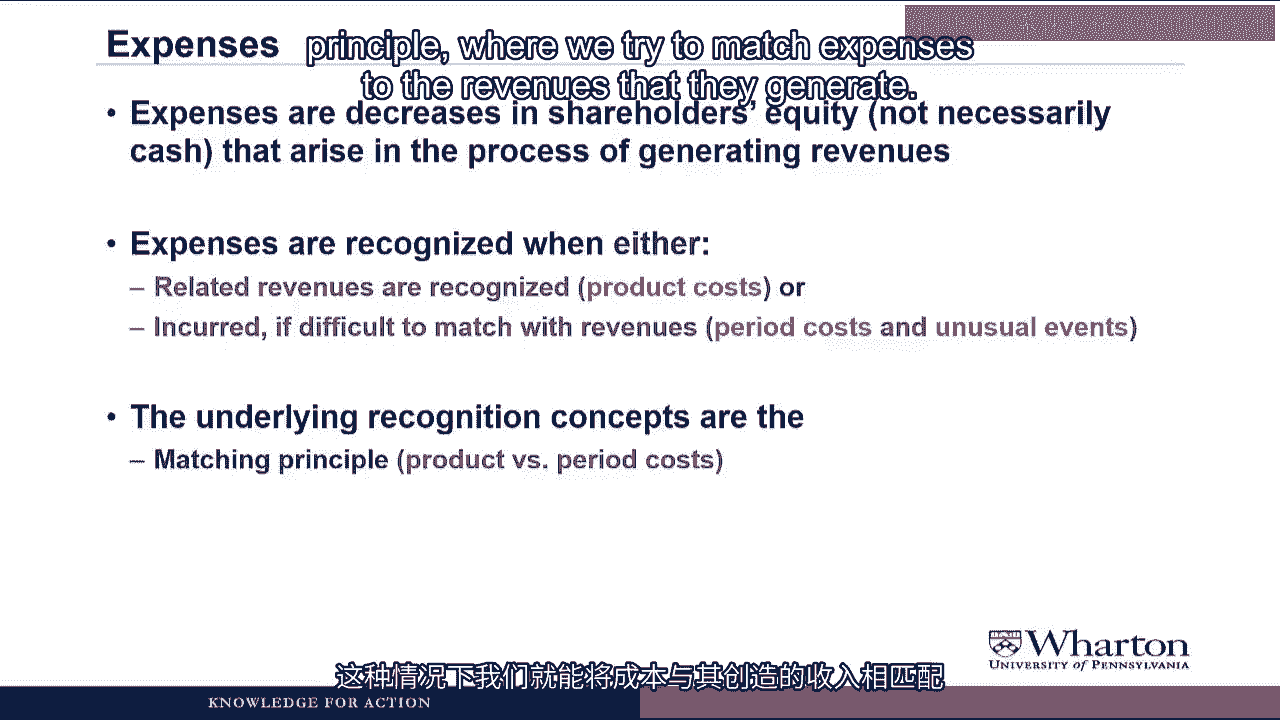 Expenses
principle, where we try to match expenses
to the revenues that they generate.
• Expenses are decreases in shareholders' equity (not necessarily
cash) that arise in the process of generating revenues
• Expenses are recognized when either:
– Related revenues are recognized (product costs) or
– Incurred, if difficult to match with revenues (period costs and unusual events)
• The underlying recognition concepts are the
– Matching principle (product vs. period costs)
Wharton
UNIVERSITY of PENNSYLVANIA
这种情况下我们就能将成本与其创造的收入相匹配
KNOWLEDGE FOR ACTION